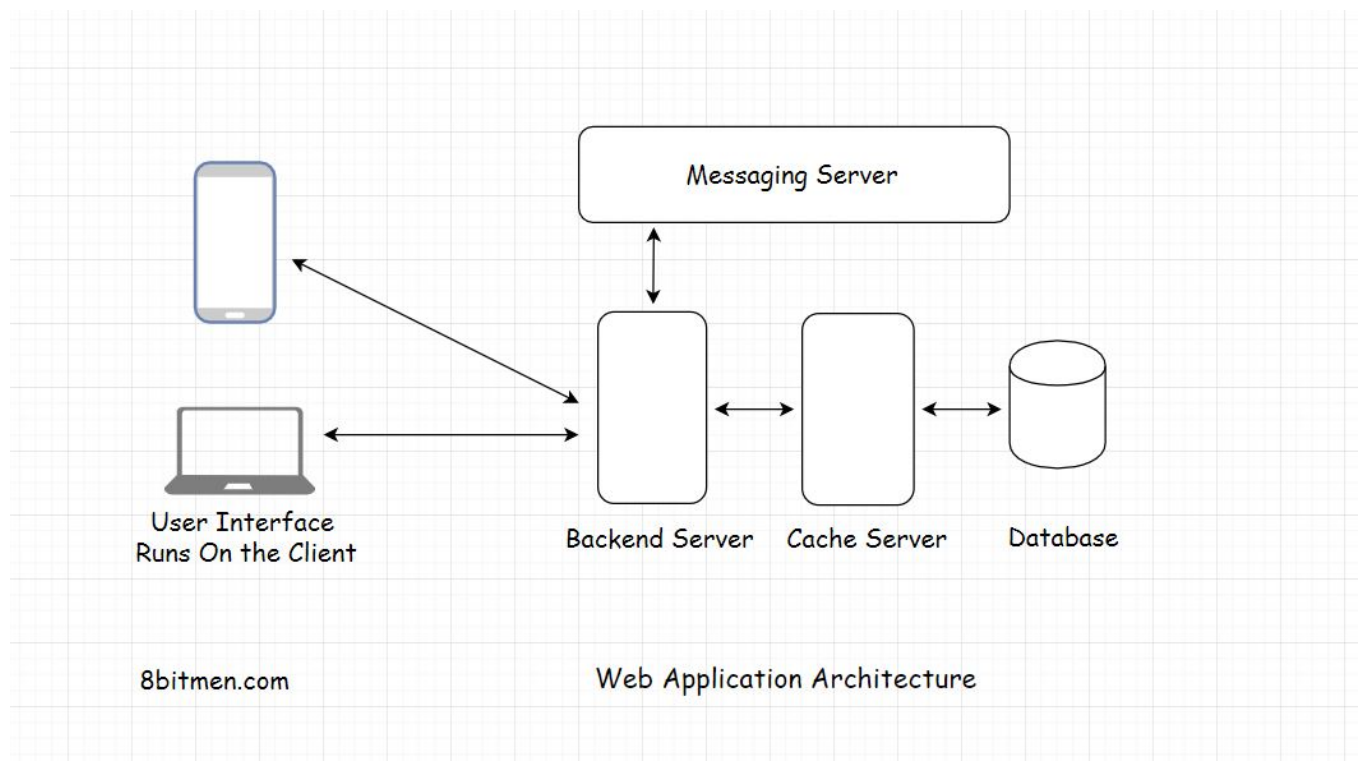 Messaging Server
User Interface
Runs On the Client
Backend Server
Cache Server
Database
8bitmen.com
Web Application Architecture